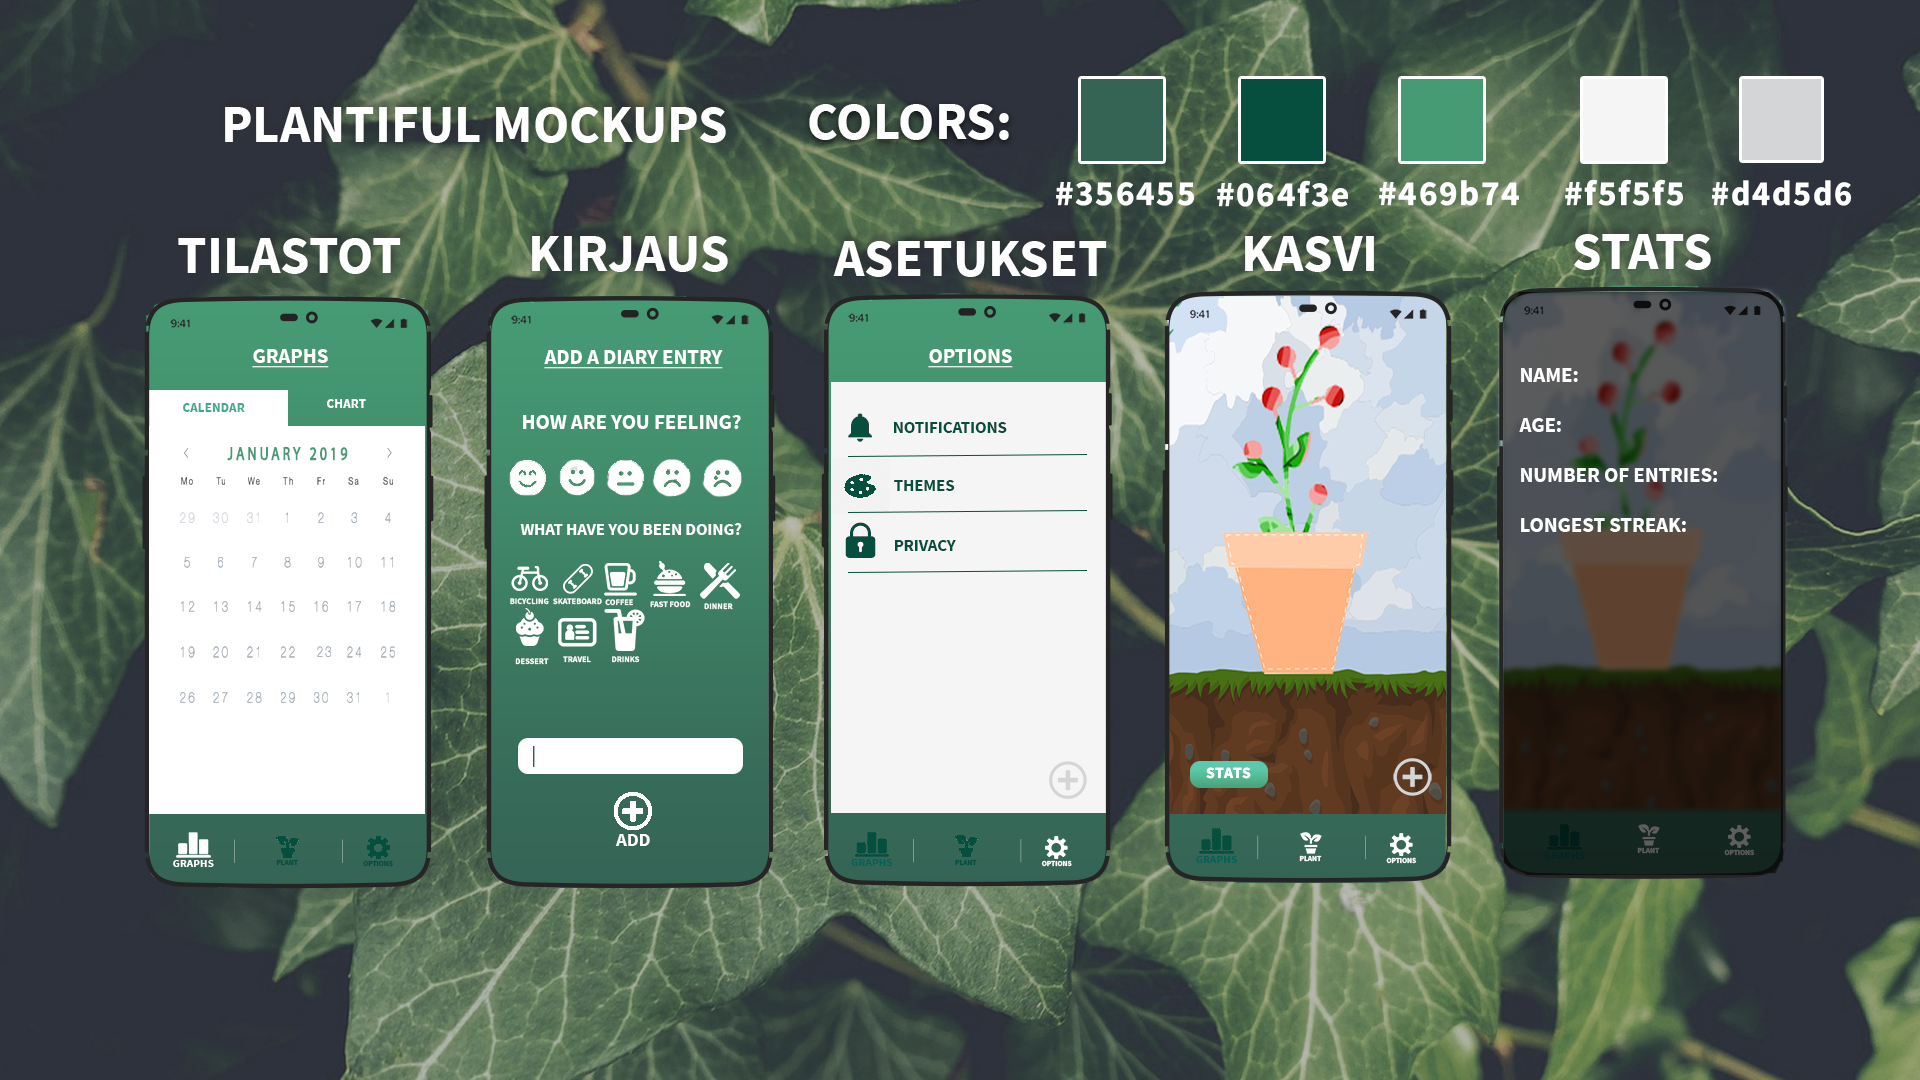 PLANTIFUL MOCKUPS
COLORS:
#356455 #064f3e #469b74 #f5f5f5 #d4d5d6
TILASTOT
9:41
GRAPHS
CALENDAR CHART
JANUARY 2019
Mo Tu We Th Fr Sa Su
29 30 31 1 2 3 4
5 6 7 8 9 10 11
12 13 14 15 16 17 18
19 20 21 22 23 24 25
26 27 28 29 30 31 1
GRAPHS PLANT OPTIONS
KIRJAUS
9:41
ADD A DIARY ENTRY
HOW ARE YOU FEELING?
WHAT HAVE YOU BEEN DOING?
BICYCLING SKATEBOARD COFFEE FAST FOOD DINNER
DESSERT TRAVEL DRINKS
ADD
ASETUKSET
9:41
OPTIONS
NOTIFICATIONS
THEMES
PRIVACY
GRAPHS PLANT OPTIONS
KASVI
9:41
STATS
GRAPHS PLANT OPTIONS
STATS
9:41
NAME:
AGE:
NUMBER OF ENTRIES:
LONGEST STREAK:
GRAPHS PLANT OPTIONS